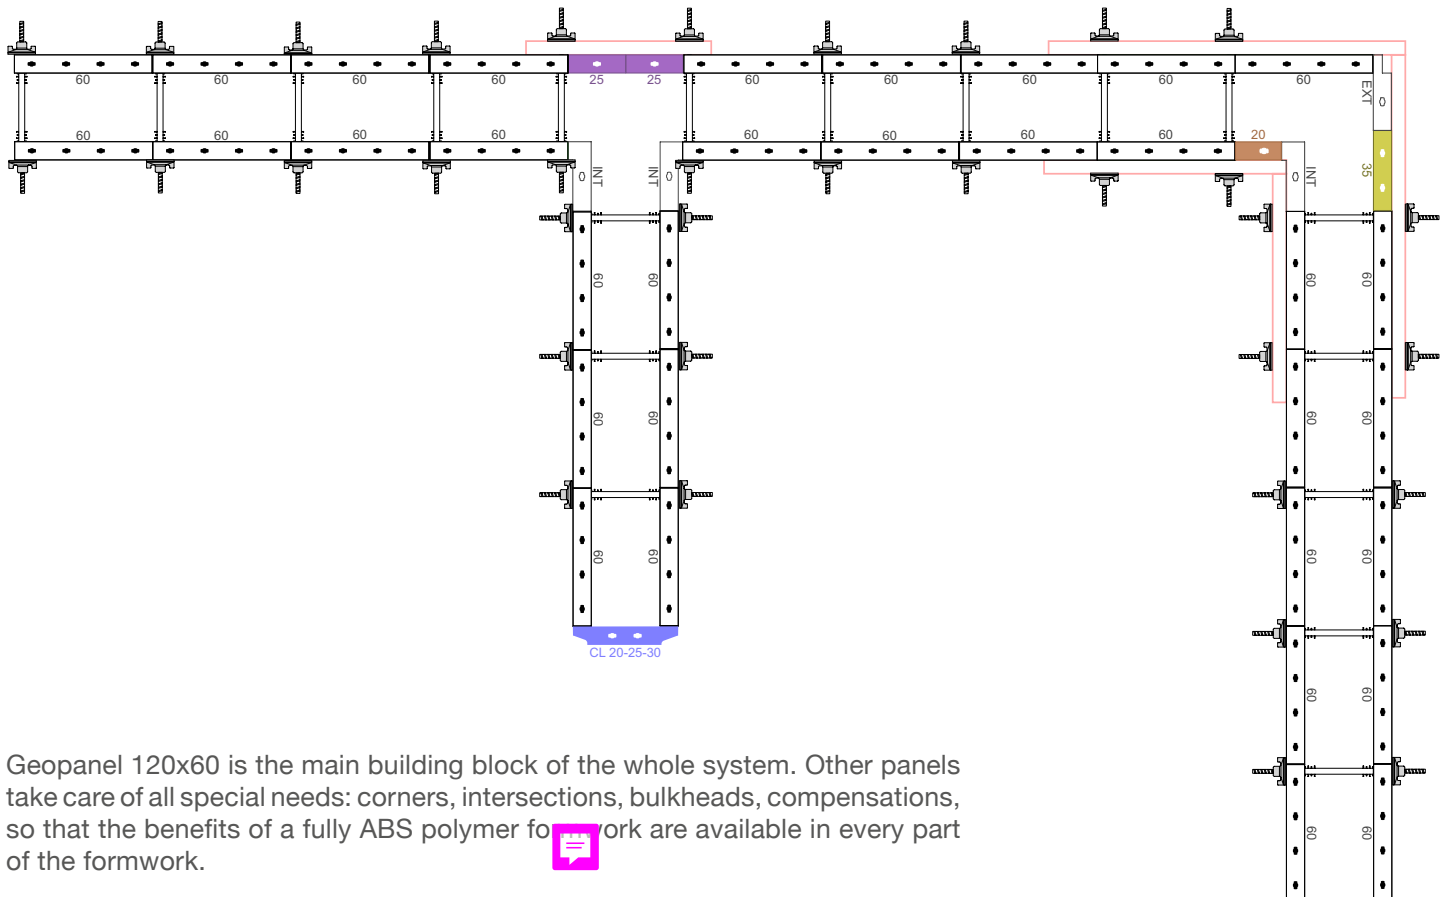 60 60 60 60 25 25 60 60 60 60 60
EXT 0
60 60 60 60 60 60 60 60 20
0 INT INT 0 0 INT 35
60 60 60 60
60 60 60 60
60 60 60 60
CL 20-25-30
60 60
60 60
Geopanel 120x60 is the main building block of the whole system. Other panels
take care of all special needs: corners, intersections, bulkheads, compensations,
so that the benefits of a fully ABS polymer fo ork are available in every part
of the formwork.